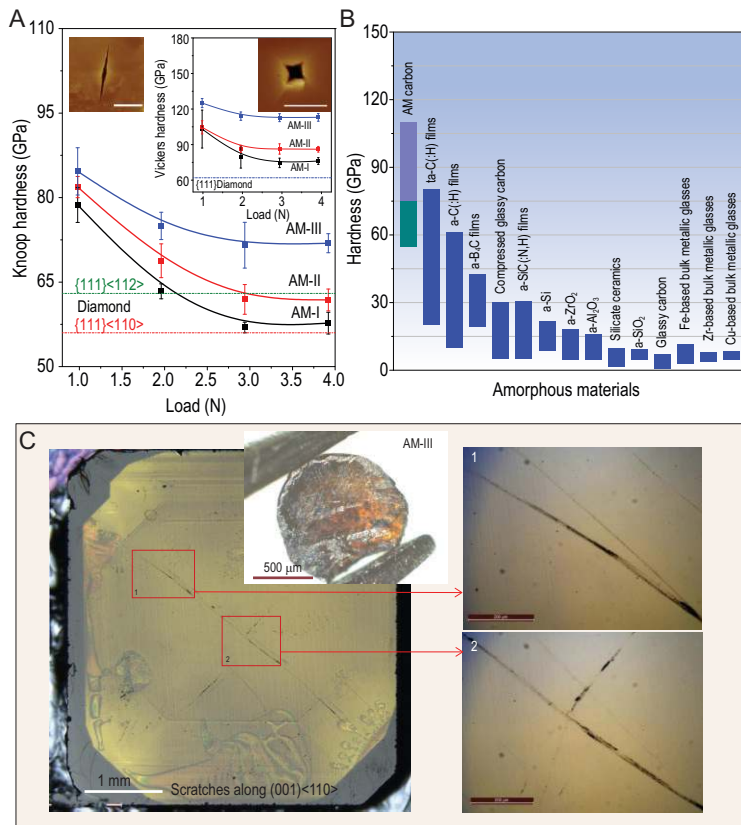 A
Knoop hardness (GPa)
110
95
80
65
50
1.0
1.5
2.0
2.5
3.0
3.5
4.0
Load (N)
AM-III
AM-II
AM-I
{111}<112>
Diamond
{111}<110>
Vickers hardness (GPa)
180
150
120
90
60
1
2
3
4
Load (N)
AM-III
AM-II
AM-I
{111}Diamond
B
Hardness (GPa)
150
120
90
60
30
0
AM carbon
ta-C(:H) films
a-C(:H) films
a-B₄C films
Compressed glassy carbon
a-SiC(:N,H) films
a-Si
a-ZrO₂
a-Al₂O₃
Silicate ceramics
a-SiO₂
Glassy carbon
Fe-based bulk metallic glasses
Zr-based bulk metallic glasses
Cu-based bulk metallic glasses
Amorphous materials
C
AM-III
500 μm
1
2
1 mm
Scratches along (001)<110>
1
2